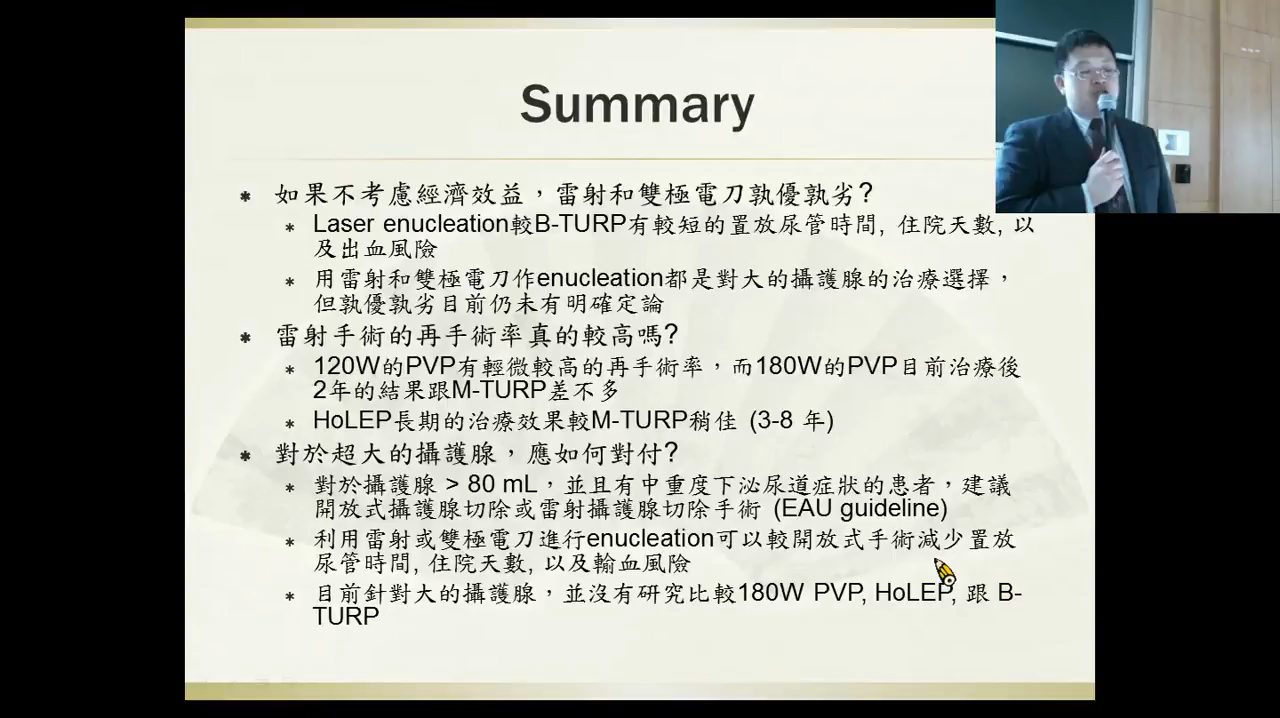 Summary
* 如果不考慮經濟效益，雷射和雙極電刀孰優孰劣?
* Laser enucleation較B-TURP有較短的置放尿管時間, 住院天數, 以
及出血風險
* 用雷射和雙極電刀作enucleation都是對大的攝護腺的治療選擇，
但孰優孰劣目前仍未有明確定論
* 雷射手術的再手術率真的較高嗎?
* 120W的PVP有輕微較高的再手術率，而180W的PVP目前治療後
2年的結果跟M-TURP差不多
* HoLEP長期的治療效果較M-TURP稍佳 (3-8 年)
* 對於超大的攝護腺，應如何對付?
* 對於攝護腺 > 80 mL，並且有中重度下泌尿道症狀的患者，建議
開放式攝護腺切除或雷射攝護腺切除手術 (EAU guideline)
* 利用雷射或雙極電刀進行enucleation可以較開放式手術減少置放
尿管時間, 住院天數, 以及輸血風險
* 目前針對大的攝護腺，並沒有研究比較180W PVP, HoLEP, 跟 B-
TURP